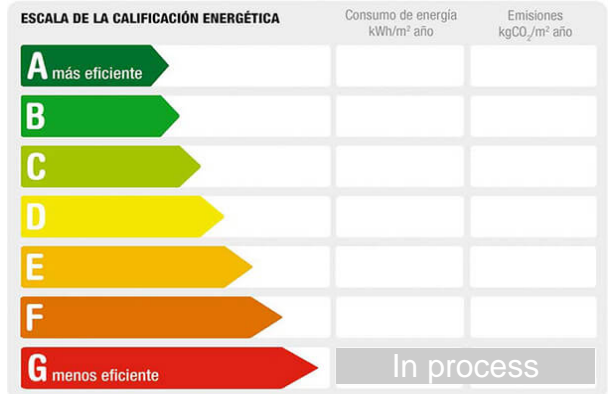 ESCALA DE LA CALIFICACIÓN ENERGÉTICA
Consumo de energía
kWh/m² año
Emisiones
kgCO₂/m² año
A más eficiente
B
C
D
E
F
G menos eficiente
In process